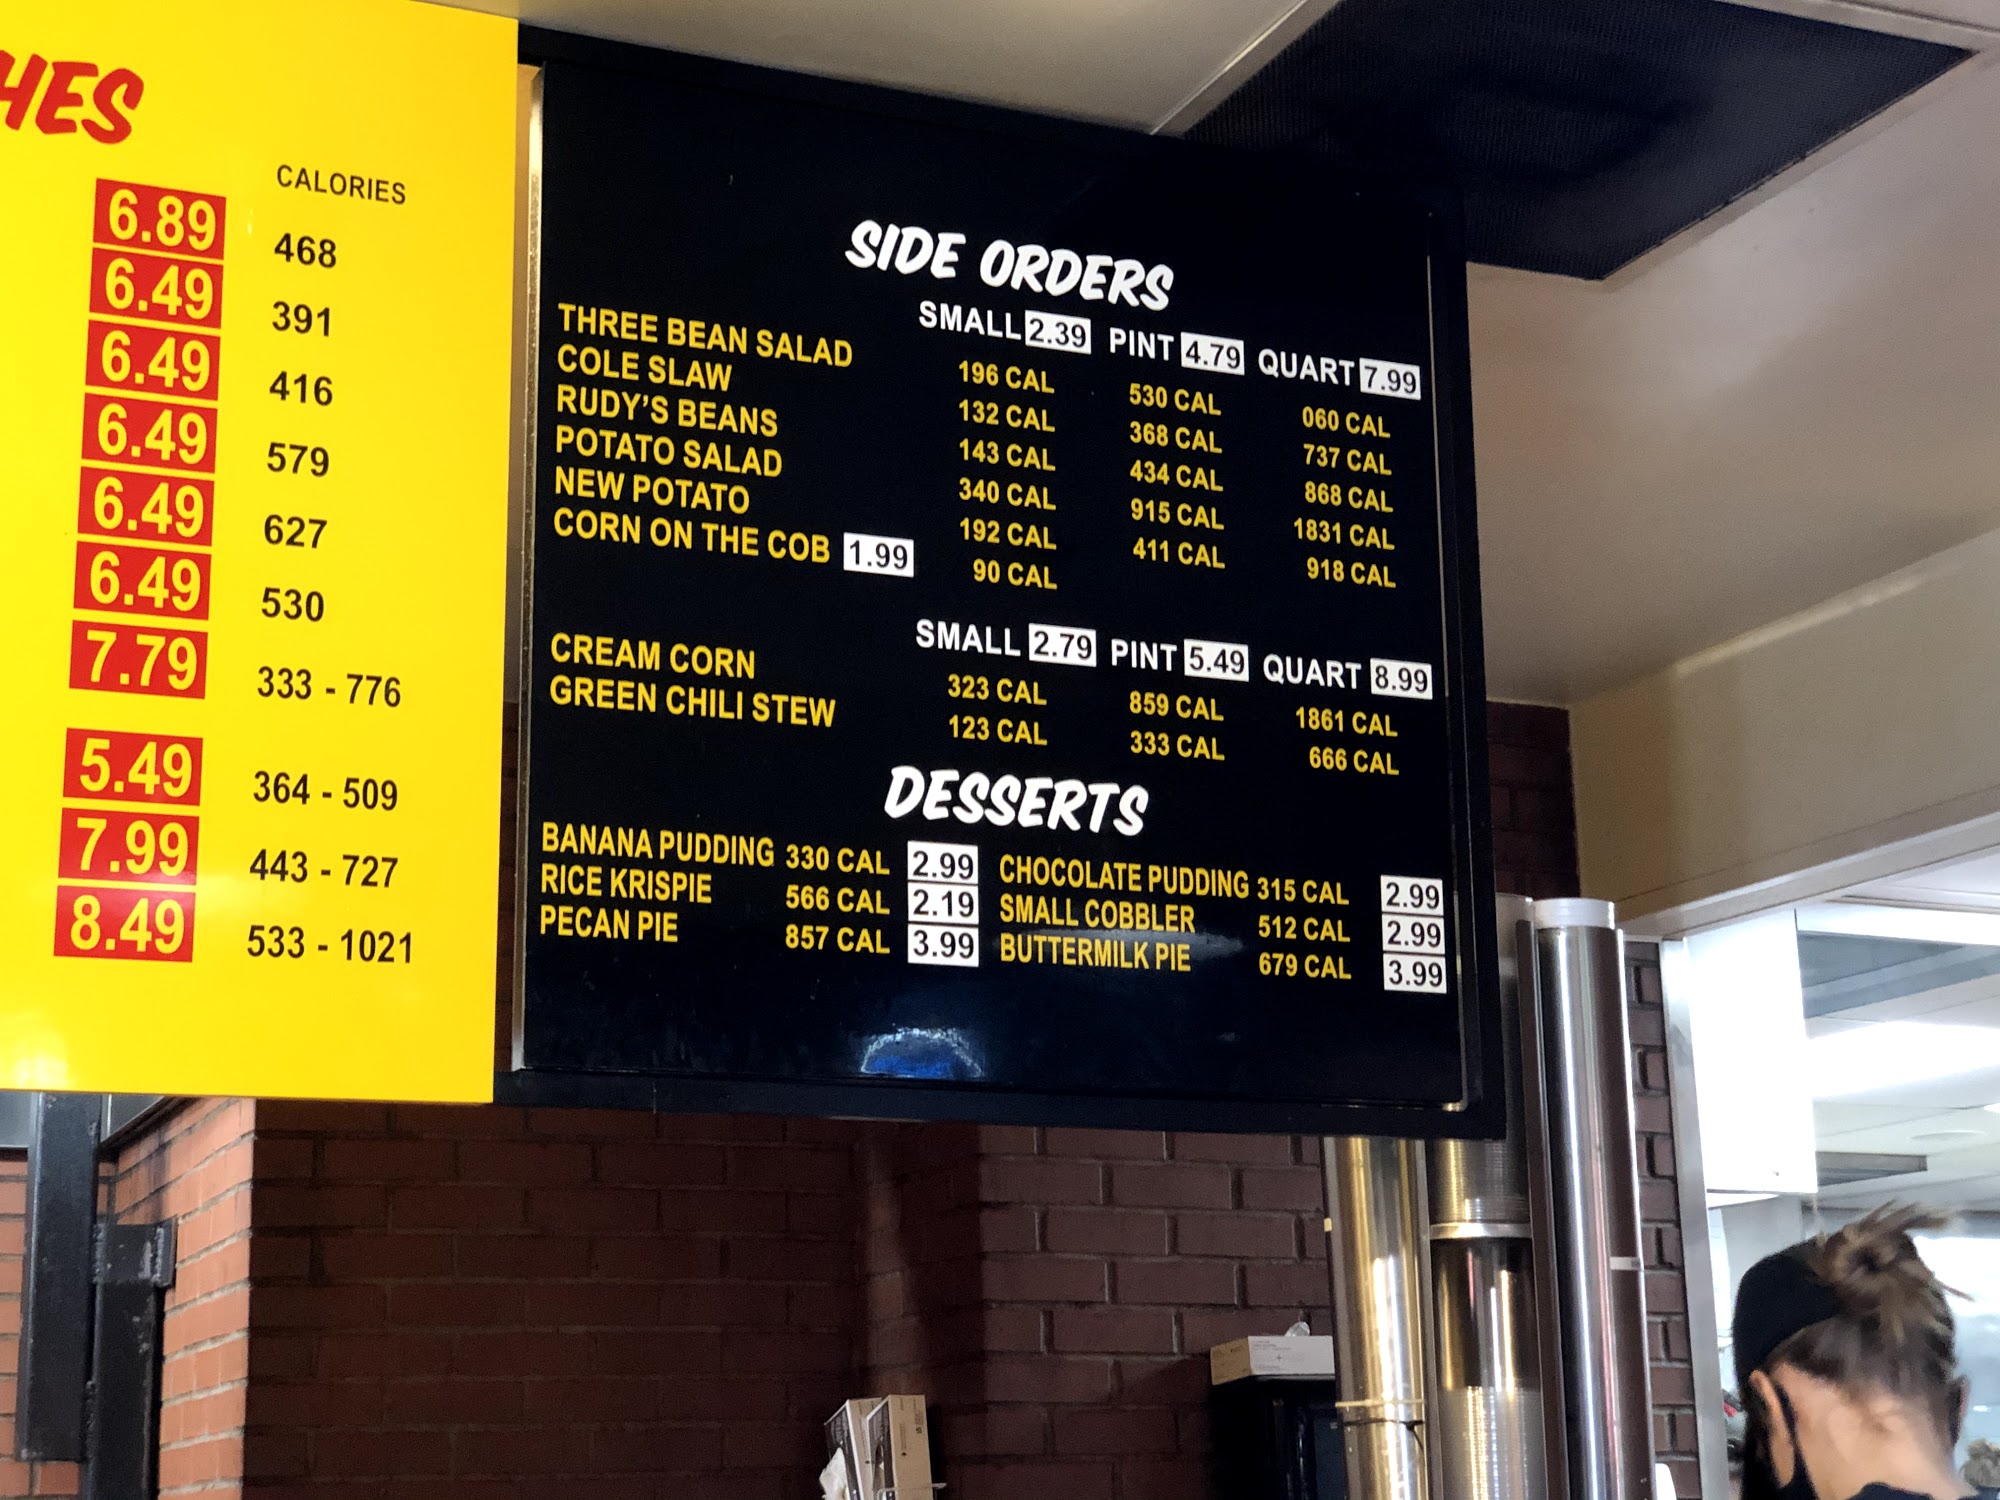 HES
CALORIES
6.89 468
6.49 391
6.49 416
6.49 579
6.49 627
6.49 530
7.79 333 - 776
5.49 364 - 509
7.99 443 - 727
8.49 533 - 1021
SIDE ORDERS
SMALL 2.39 PINT 4.79 QUART 7.99
THREE BEAN SALAD 196 CAL 530 CAL 060 CAL
COLE SLAW 132 CAL 368 CAL 737 CAL
RUDY'S BEANS 143 CAL 434 CAL 868 CAL
POTATO SALAD 340 CAL 915 CAL 1831 CAL
NEW POTATO 192 CAL 411 CAL 918 CAL
CORN ON THE COB 1.99 90 CAL
SMALL 2.79 PINT 5.49 QUART 8.99
CREAM CORN 323 CAL 859 CAL 1861 CAL
GREEN CHILI STEW 123 CAL 333 CAL 666 CAL
DESSERTS
BANANA PUDDING 330 CAL 2.99 CHOCOLATE PUDDING 315 CAL 2.99
RICE KRISPIE 566 CAL 2.19 SMALL COBBLER 512 CAL 2.99
PECAN PIE 857 CAL 3.99 BUTTERMILK PIE 679 CAL 3.99